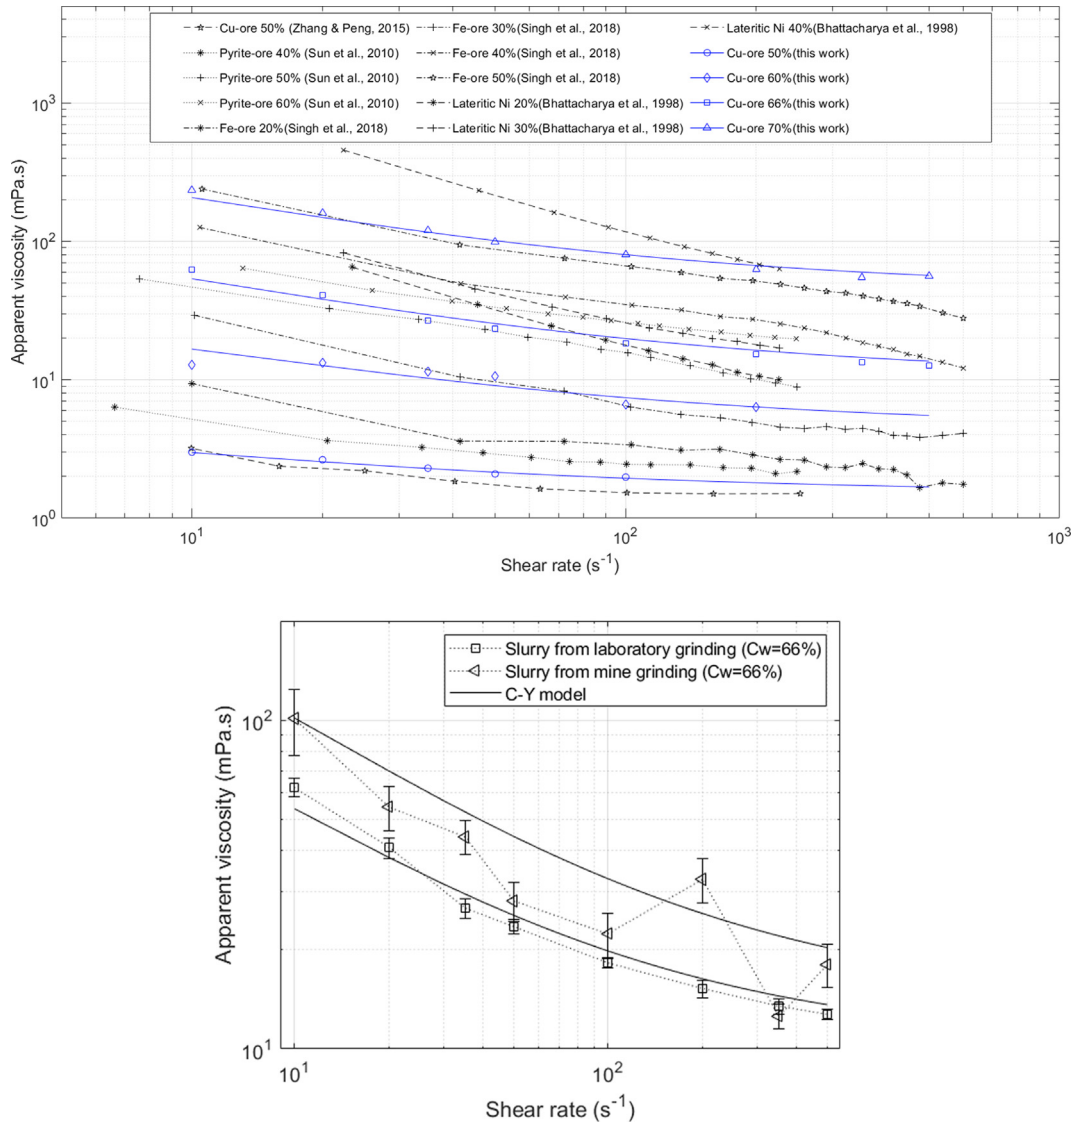 Cu-ore 50% (Zhang & Peng, 2015)
Pyrite-ore 40% (Sun et al., 2010)
Pyrite-ore 50% (Sun et al., 2010)
Pyrite-ore 60% (Sun et al., 2010)
Fe-ore 20%(Singh et al., 2018)
Fe-ore 30%(Singh et al., 2018)
Fe-ore 40%(Singh et al., 2018)
Fe-ore 50%(Singh et al., 2018)
Lateritic Ni 20%(Bhattacharya et al., 1998)
Lateritic Ni 30%(Bhattacharya et al., 1998)
Lateritic Ni 40%(Bhattacharya et al., 1998)
Cu-ore 50%(this work)
Cu-ore 60%(this work)
Cu-ore 66%(this work)
Cu-ore 70%(this work)
Apparent viscosity (mPa.s)
10³
10²
10¹
10⁰
10¹
10²
10³
Shear rate (s⁻¹)
Slurry from laboratory grinding (Cw=66%)
Slurry from mine grinding (Cw=66%)
C-Y model
Apparent viscosity (mPa.s)
10²
10¹
10¹
10²
Shear rate (s⁻¹)